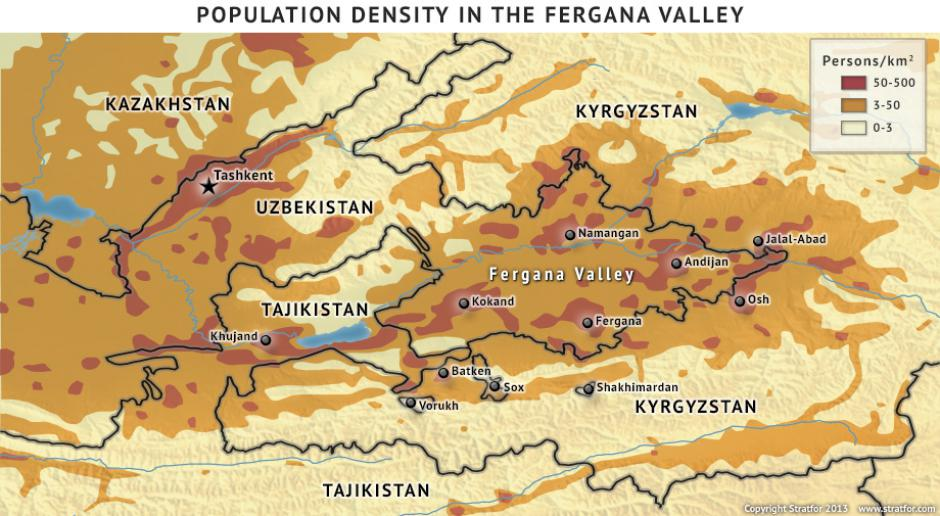 POPULATION DENSITY IN THE FERGANA VALLEY
Persons/km²
50-500
3-50
0-3
KAZAKHSTAN
KYRGYZSTAN
Tashkent
UZBEKISTAN
Namangan
Jalal-Abad
Andijan
Fergana Valley
Kokand
Osh
TAJIKISTAN
Fergana
Khujand
Batken
Sox
Shakhimardan
Vorukh
KYRGYZSTAN
TAJIKISTAN
Copyright Stratfor 2013 www.stratfor.com